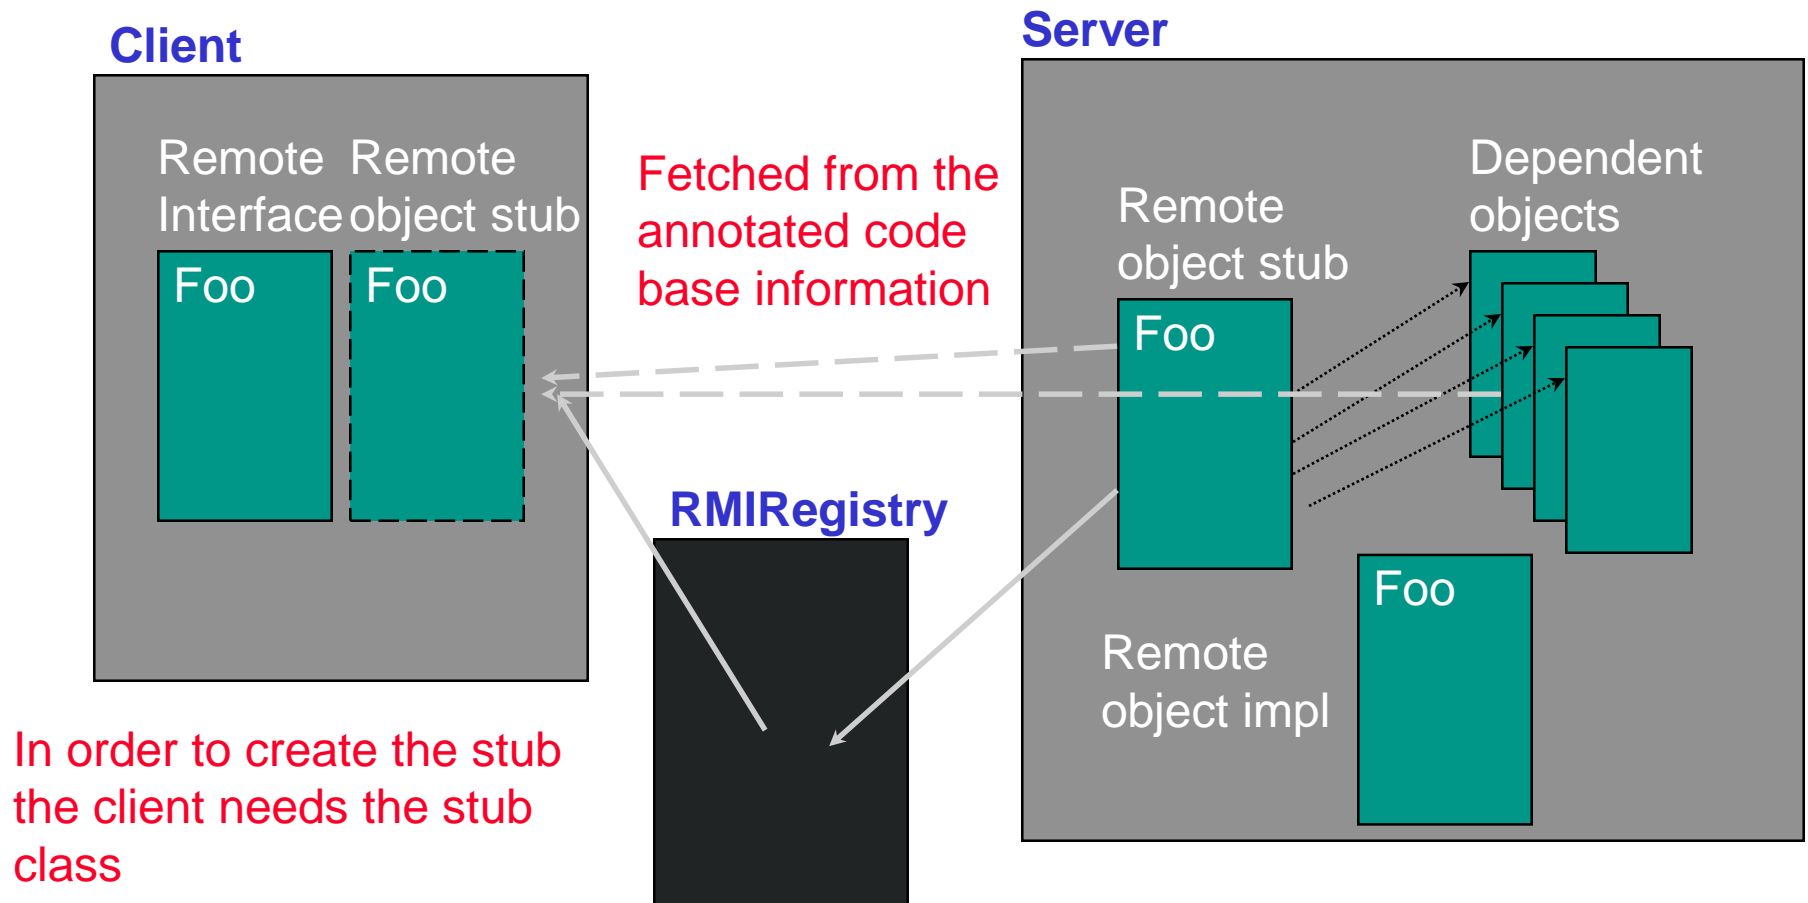 Client
Server
Remote Remote
Interface object stub
Foo
Foo
Fetched from the
annotated code
base information
Remote
object stub
Foo
Dependent
objects
RMIRegistry
Foo
Remote
object impl
In order to create the stub
the client needs the stub
class